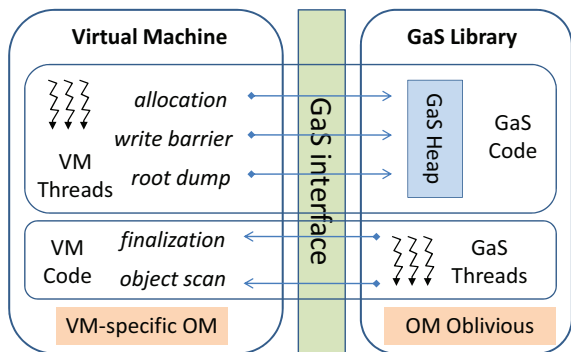 Virtual Machine
GaS Library
allocation
write barrier
root dump
VM
Threads
GaS interface
GaS Heap
GaS
Code
VM
Code
finalization
object scan
GaS
Threads
VM-specific OM
OM Oblivious